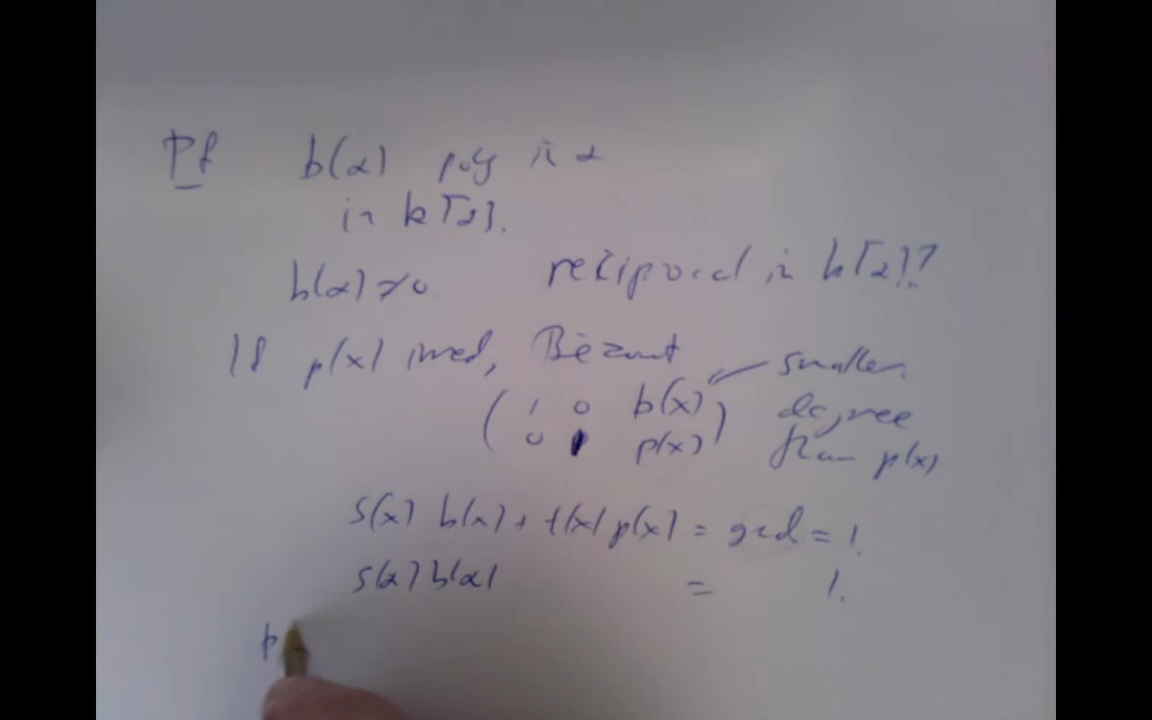 Pf b(α) poly in α
in k[α].
b(α) ≠ 0 reciprocal in k[α]?
If p(x) irred, Bézout
( 1 0 b(x) ) smaller
( 0 1 p(x) ) degree
than p(x)
s(x) b(x) + t(x) p(x) = gcd = 1.
s(α) b(α) = 1.
p